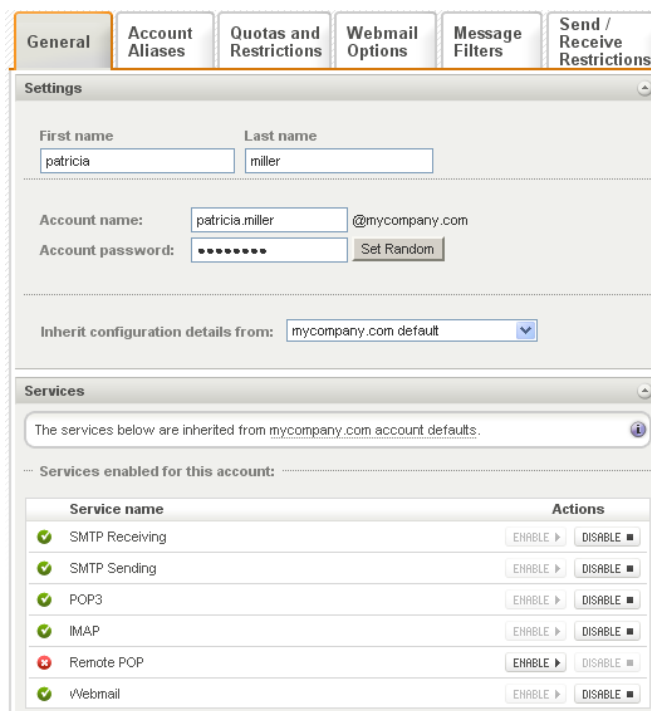 General
Account Aliases
Quotas and Restrictions
Webmail Options
Message Filters
Send / Receive Restrictions
Settings
First name Last name
patricia miller
Account name: patricia.miller @mycompany.com
Account password: •••••••• Set Random
Inherit configuration details from: mycompany.com default
Services
The services below are inherited from mycompany.com account defaults.
Services enabled for this account:
Service name Actions
SMTP Receiving ENABLE DISABLE
SMTP Sending ENABLE DISABLE
POP3 ENABLE DISABLE
IMAP ENABLE DISABLE
Remote POP ENABLE DISABLE
Webmail ENABLE DISABLE